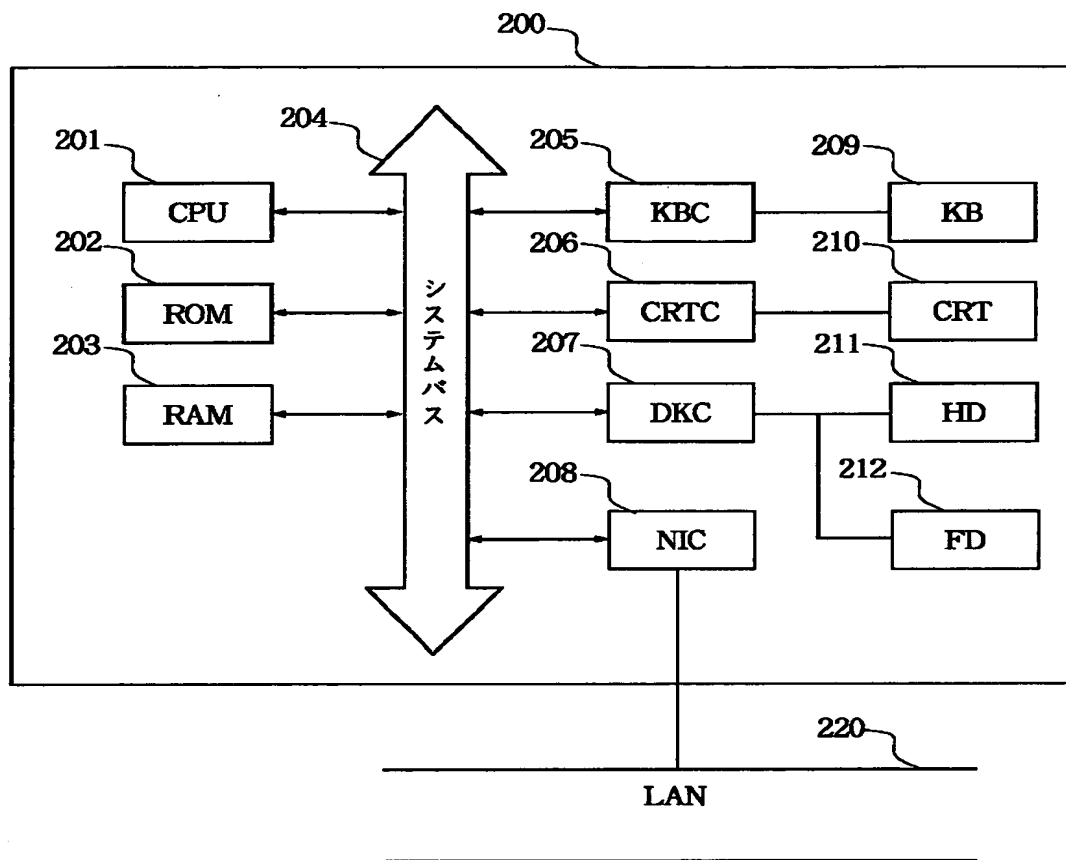 200
204
201
205
209
CPU
KBC
KB
202
206
210
ROM
CRTC
CRT
203
207
211
RAM
DKC
HD
システムバス
208
212
NIC
FD
220
LAN